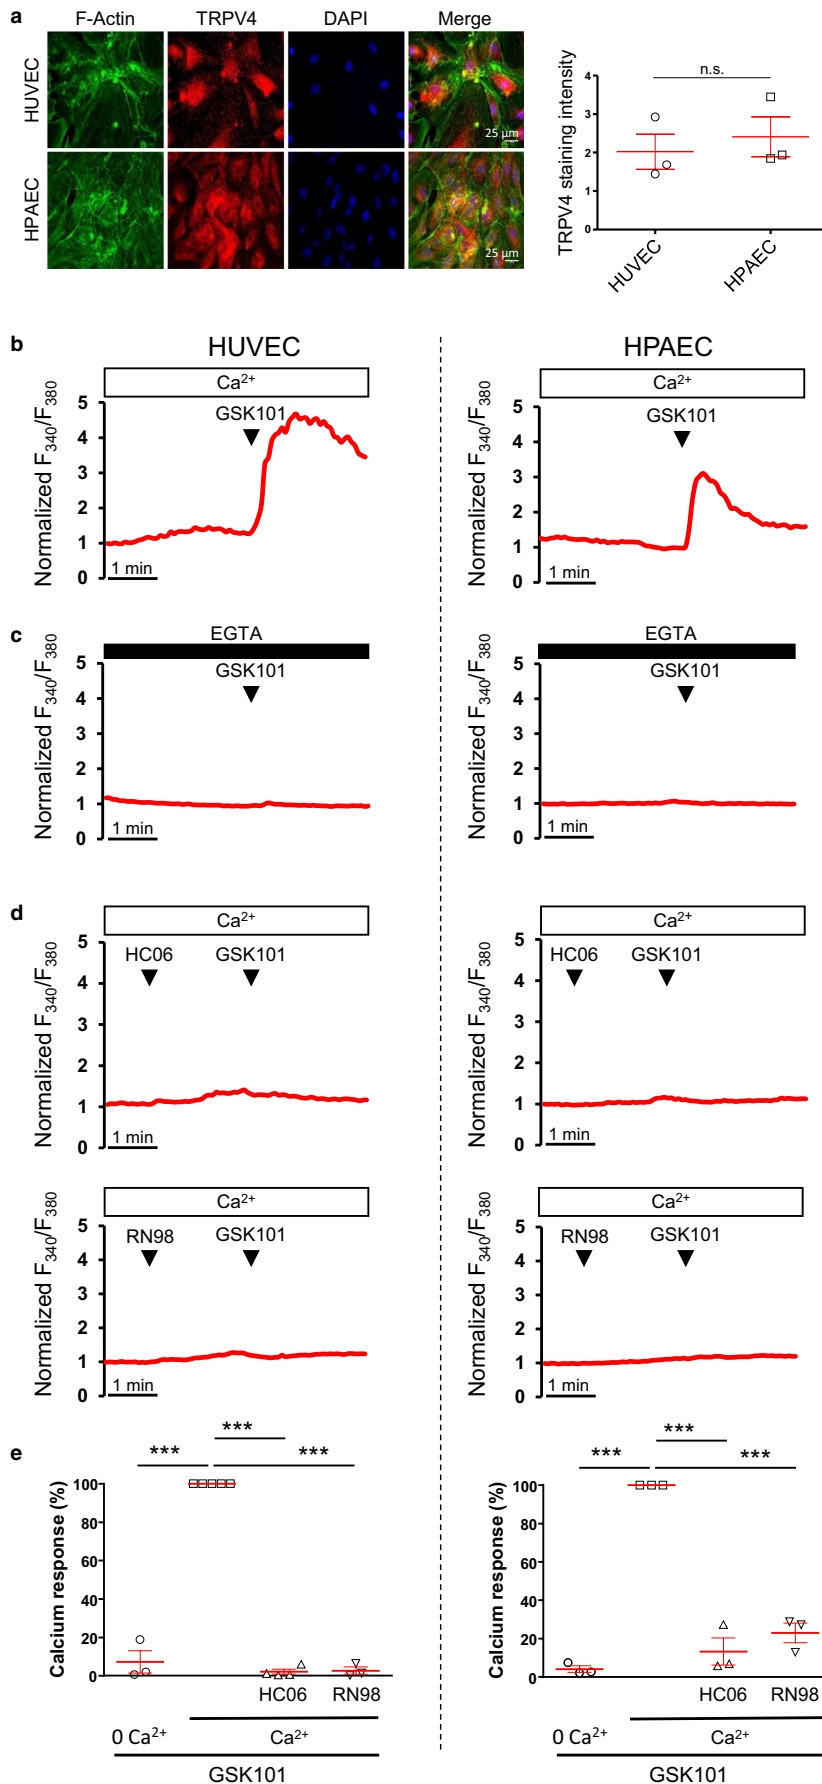 a
F-Actin TRPV4 DAPI Merge
HUVEC
25 µm
HPAEC
25 µm
TRPV4 staining intensity
4
3
2
1
0
n.s.
HUVEC
HPAEC
b
HUVEC
HPAEC
Ca²⁺
GSK101
Normalized F₃₄₀/F₃₈₀
5
4
3
2
1
0
1 min
Ca²⁺
GSK101
Normalized F₃₄₀/F₃₈₀
5
4
3
2
1
0
1 min
c
EGTA
GSK101
Normalized F₃₄₀/F₃₈₀
5
4
3
2
1
0
1 min
EGTA
GSK101
Normalized F₃₄₀/F₃₈₀
5
4
3
2
1
0
1 min
d
Ca²⁺
HC06 GSK101
Normalized F₃₄₀/F₃₈₀
5
4
3
2
1
0
1 min
Ca²⁺
HC06 GSK101
Normalized F₃₄₀/F₃₈₀
5
4
3
2
1
0
1 min
Ca²⁺
RN98 GSK101
Normalized F₃₄₀/F₃₈₀
5
4
3
2
1
0
1 min
Ca²⁺
RN98 GSK101
Normalized F₃₄₀/F₃₈₀
5
4
3
2
1
0
1 min
e
***
*** ***
Calcium response (%)
100
80
60
40
20
0
HC06 RN98
0 Ca²⁺ Ca²⁺
GSK101
***
*** ***
Calcium response (%)
100
80
60
40
20
0
HC06 RN98
0 Ca²⁺ Ca²⁺
GSK101